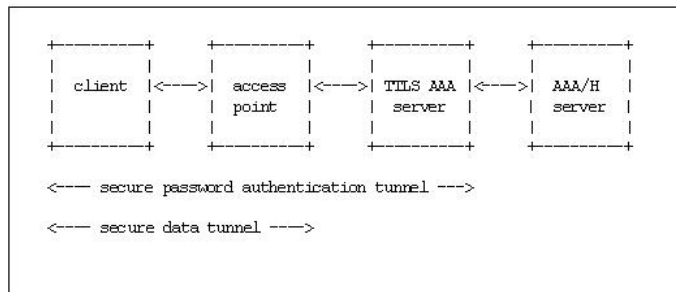 +----------+ +----------+ +----------+ +----------+
| | | | | | | |
| client |<---->| access |<---->| TTLS AAA |<---->| AAA/H |
| | | point | | server | | server |
| | | | | | | |
+----------+ +----------+ +----------+ +----------+
<---- secure password authentication tunnel --->
<---- secure data tunnel ---->